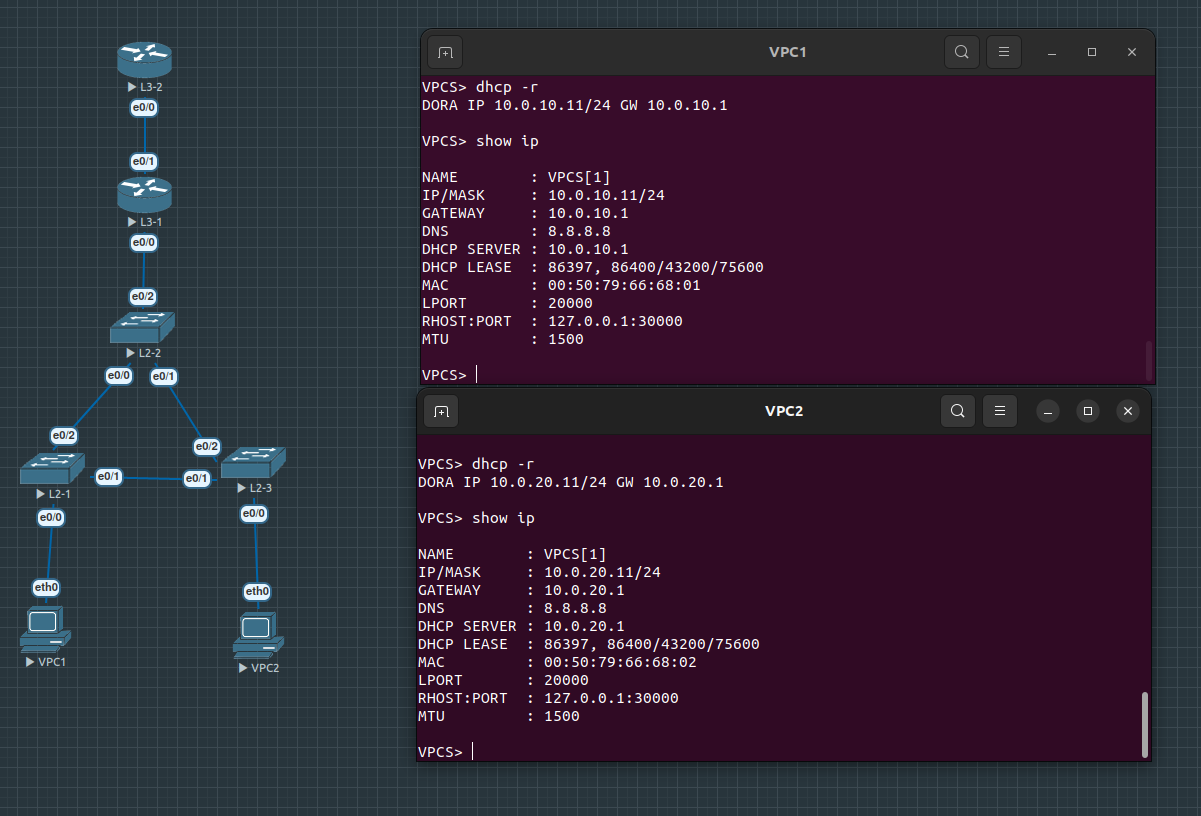 L3-2
e0/0
e0/1
L3-1
e0/0
e0/2
L2-2
e0/0
e0/1
e0/2
e0/2
L2-1
e0/1
e0/1
L2-3
e0/0
e0/0
eth0
eth0
VPC1
VPC2
VPC1
VPCS> dhcp -r
DORA IP 10.0.10.11/24 GW 10.0.10.1
VPCS> show ip
NAME        : VPCS[1]
IP/MASK     : 10.0.10.11/24
GATEWAY     : 10.0.10.1
DNS         : 8.8.8.8
DHCP SERVER : 10.0.10.1
DHCP LEASE  : 86397, 86400/43200/75600
MAC         : 00:50:79:66:68:01
LPORT       : 20000
RHOST:PORT  : 127.0.0.1:30000
MTU         : 1500
VPCS>
VPC2
VPCS> dhcp -r
DORA IP 10.0.20.11/24 GW 10.0.20.1
VPCS> show ip
NAME        : VPCS[1]
IP/MASK     : 10.0.20.11/24
GATEWAY     : 10.0.20.1
DNS         : 8.8.8.8
DHCP SERVER : 10.0.20.1
DHCP LEASE  : 86397, 86400/43200/75600
MAC         : 00:50:79:66:68:02
LPORT       : 20000
RHOST:PORT  : 127.0.0.1:30000
MTU         : 1500
VPCS>